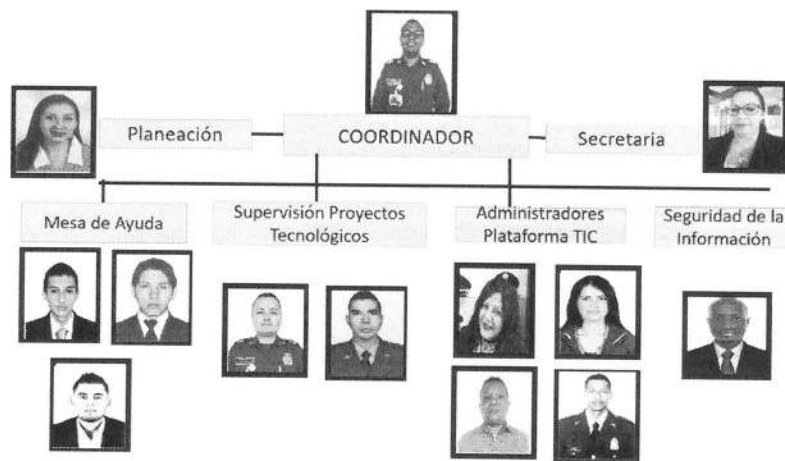 Planeación
COORDINADOR
Secretaria
Mesa de Ayuda
Supervisión Proyectos
Tecnológicos
Administradores
Plataforma TIC
Seguridad de la
Información